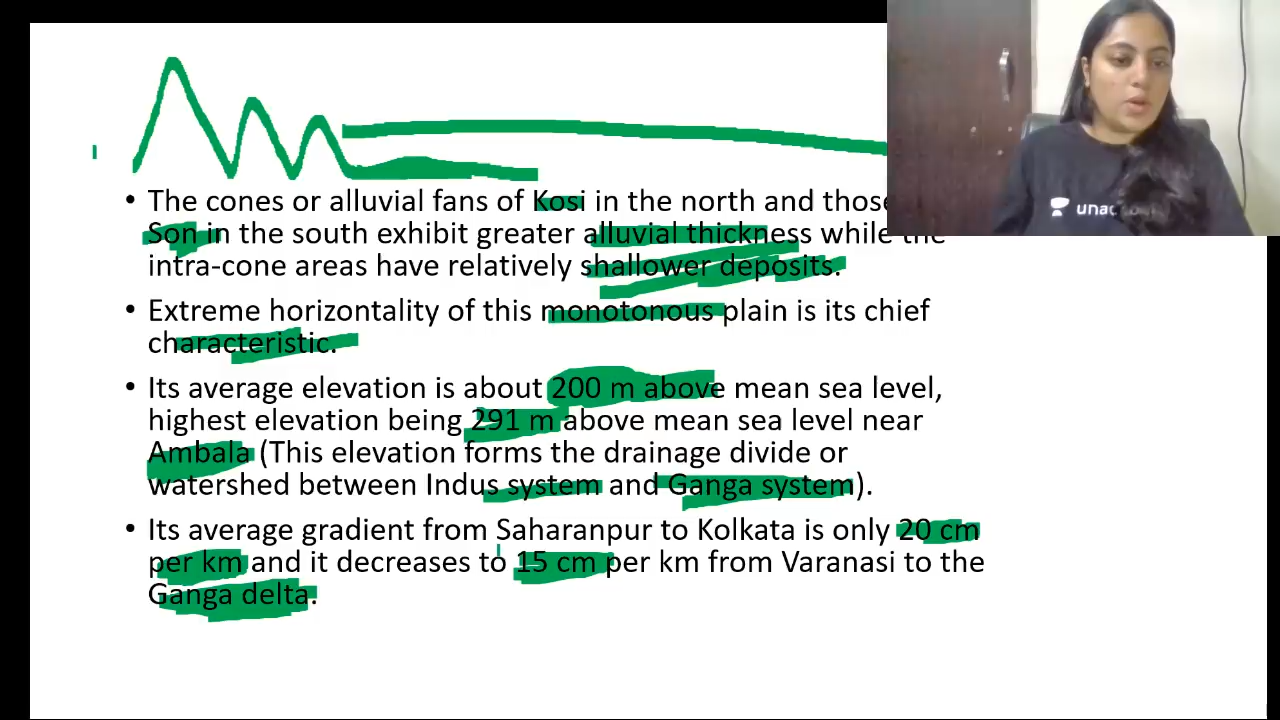 • The cones or alluvial fans of Kosi in the north and those
Son in the south exhibit greater alluvial thickness while the
intra-cone areas have relatively shallower deposits.
• Extreme horizontality of this monotonous plain is its chief
characteristic.
• Its average elevation is about 200 m above mean sea level,
highest elevation being 291 m above mean sea level near
Ambala (This elevation forms the drainage divide or
watershed between Indus system and Ganga system).
• Its average gradient from Saharanpur to Kolkata is only 20 cm
per km and it decreases to 15 cm per km from Varanasi to the
Ganga delta.